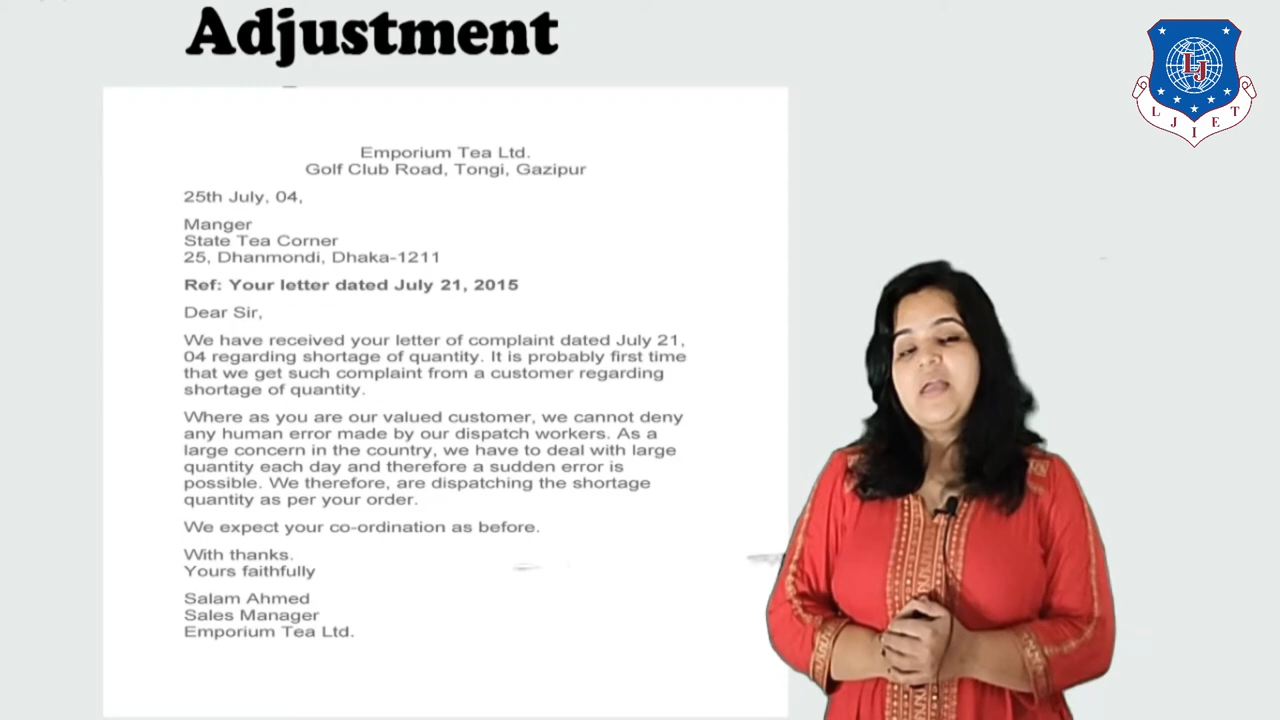 Adjustment
Emporium Tea Ltd.
Golf Club Road, Tongi, Gazipur
25th July, 04,
Manger
State Tea Corner
25, Dhanmondi, Dhaka-1211
Ref: Your letter dated July 21, 2015
Dear Sir,
We have received your letter of complaint dated July 21,
04 regarding shortage of quantity. It is probably first time
that we get such complaint from a customer regarding
shortage of quantity.
Where as you are our valued customer, we cannot deny
any human error made by our dispatch workers. As a
large concern in the country, we have to deal with large
quantity each day and therefore a sudden error is
possible. We therefore, are dispatching the shortage
quantity as per your order.
We expect your co-ordination as before.
With thanks.
Yours faithfully
Salam Ahmed
Sales Manager
Emporium Tea Ltd.
LJ
LJIET